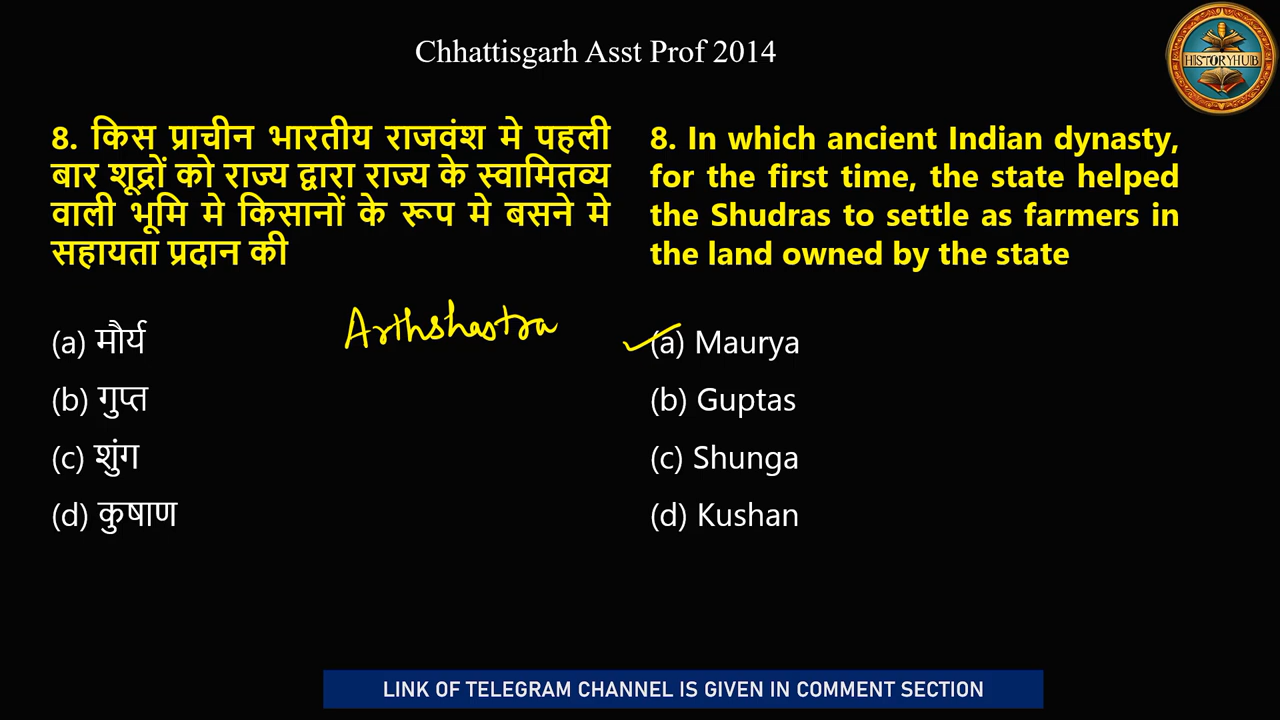 Chhattisgarh Asst Prof 2014
HISTORYHUB
8. किस प्राचीन भारतीय राजवंश मे पहली
बार शूद्रों को राज्य द्वारा राज्य के स्वामितव्य
वाली भूमि मे किसानों के रूप मे बसने मे
सहायता प्रदान की
(a) मौर्य
(b) गुप्त
(c) शुंग
(d) कुषाण
Arthshastra
8. In which ancient Indian dynasty,
for the first time, the state helped
the Shudras to settle as farmers in
the land owned by the state
(a) Maurya
(b) Guptas
(c) Shunga
(d) Kushan
LINK OF TELEGRAM CHANNEL IS GIVEN IN COMMENT SECTION